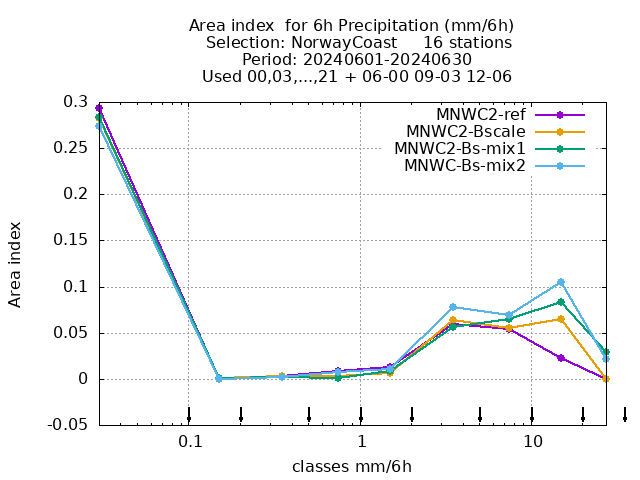 Area index  for 6h Precipitation (mm/6h)
Selection: NorwayCoast     16 stations
Period: 20240601-20240630
Used 00,03,...,21 + 06-00 09-03 12-06
MNWC2-ref
MNWC2-Bscale
MNWC2-Bs-mix1
MNWC-Bs-mix2
0.3
0.25
0.2
0.15
0.1
0.05
0
-0.05
Area index
0.1 1 10
classes mm/6h